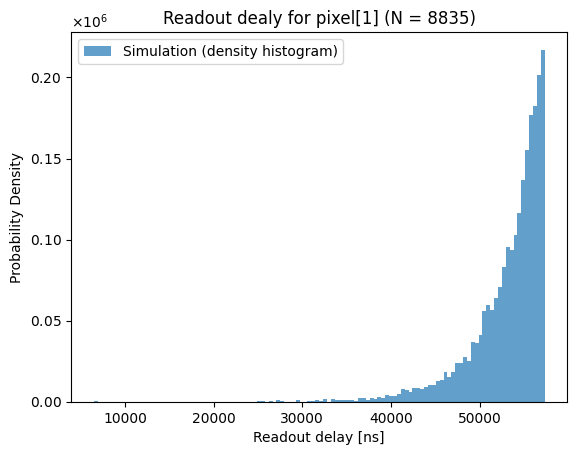 Readout dealy for pixel[1] (N = 8835)
×10⁶
Simulation (density histogram)
0.20
0.15
0.10
0.05
0.00
Probability Density
10000 20000 30000 40000 50000
Readout delay [ns]